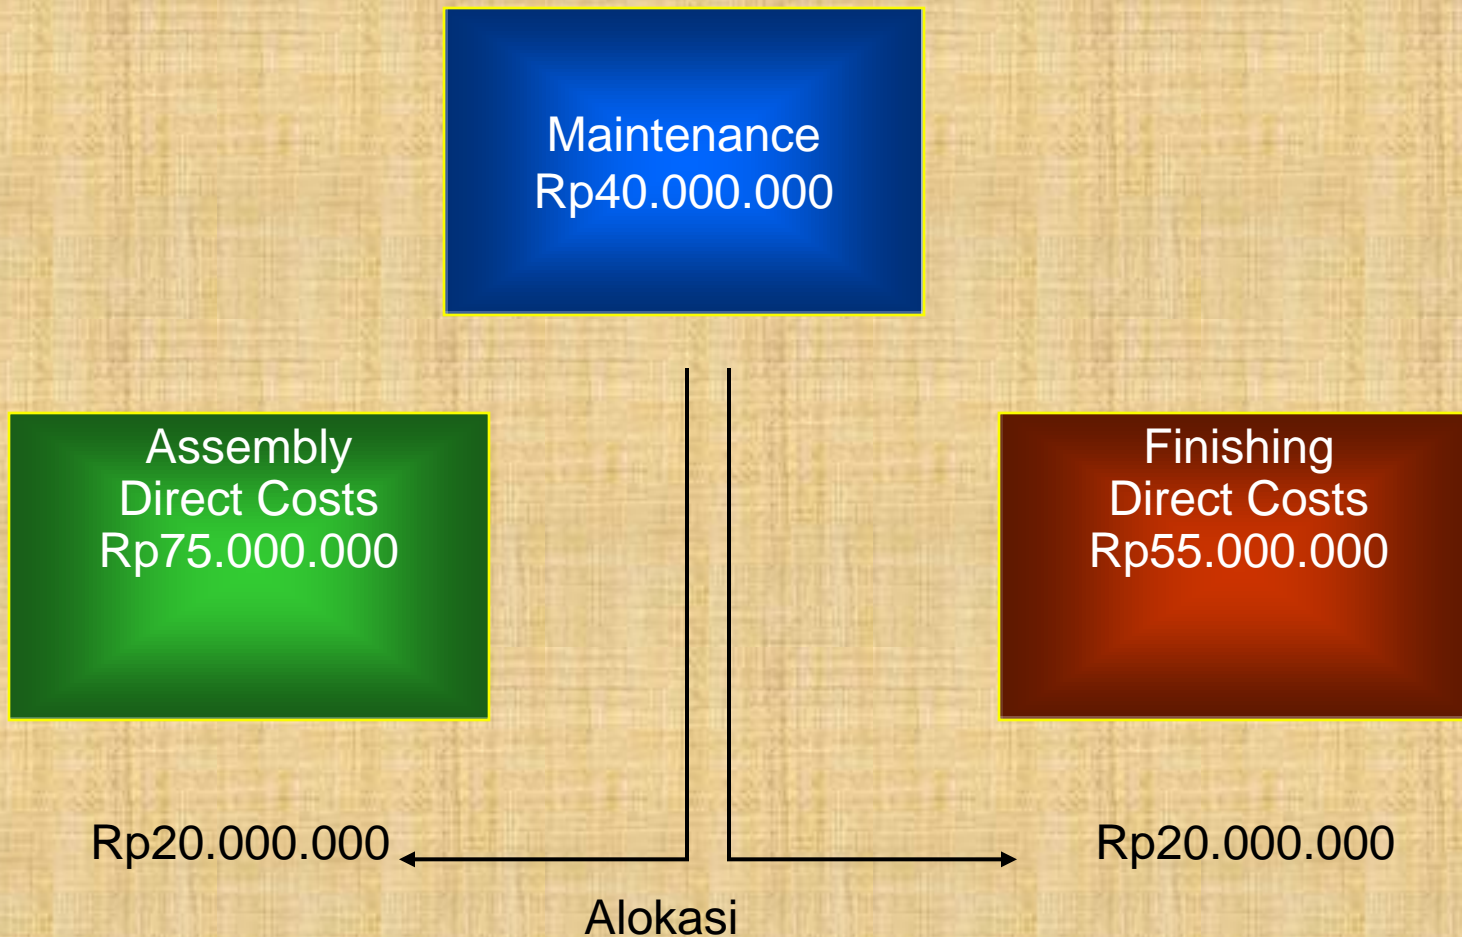 Maintenance
Rp40.000.000
Assembly
Direct Costs
Rp75.000.000
Finishing
Direct Costs
Rp55.000.000
Rp20.000.000
Rp20.000.000
Alokasi